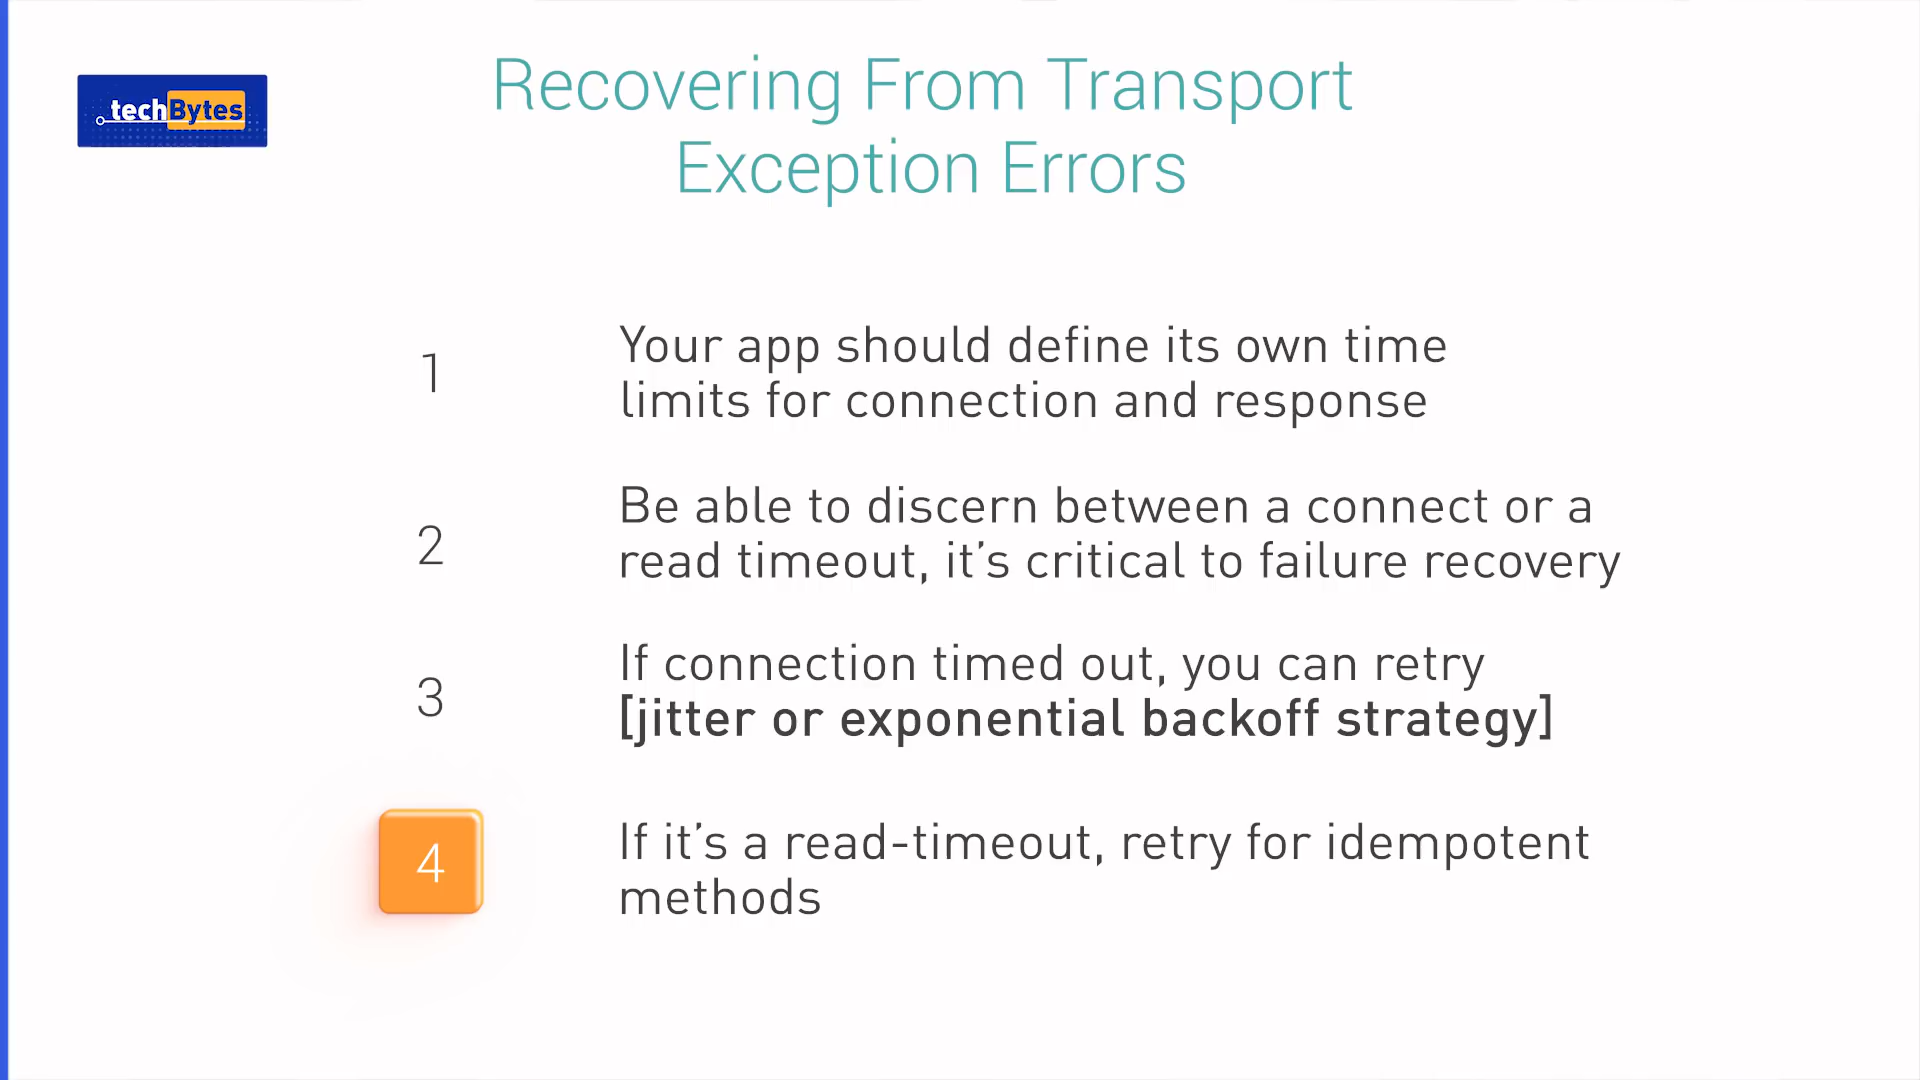 techBytes
Recovering From Transport
Exception Errors
1
Your app should define its own time
limits for connection and response
2
Be able to discern between a connect or a
read timeout, it’s critical to failure recovery
3
If connection timed out, you can retry
[jitter or exponential backoff strategy]
4
If it’s a read-timeout, retry for idempotent
methods